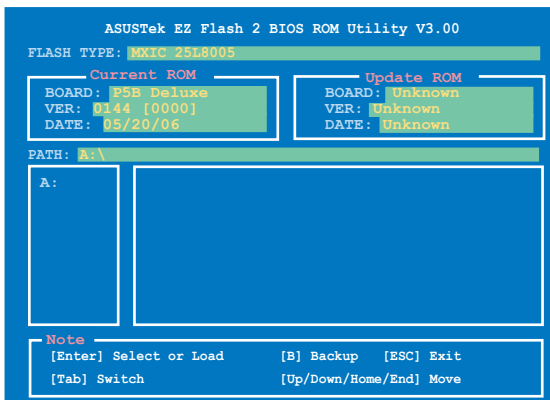 ASUSTek EZ Flash 2 BIOS ROM Utility V3.00
FLASH TYPE: MXIC 25L8005
Current ROM
BOARD: P5B Deluxe
VER: 0144 [0000]
DATE: 05/20/06
Update ROM
BOARD: Unknown
VER: Unknown
DATE: Unknown
PATH: A:\
A:
Note
[Enter] Select or Load [B] Backup [ESC] Exit
[Tab] Switch [Up/Down/Home/End] Move